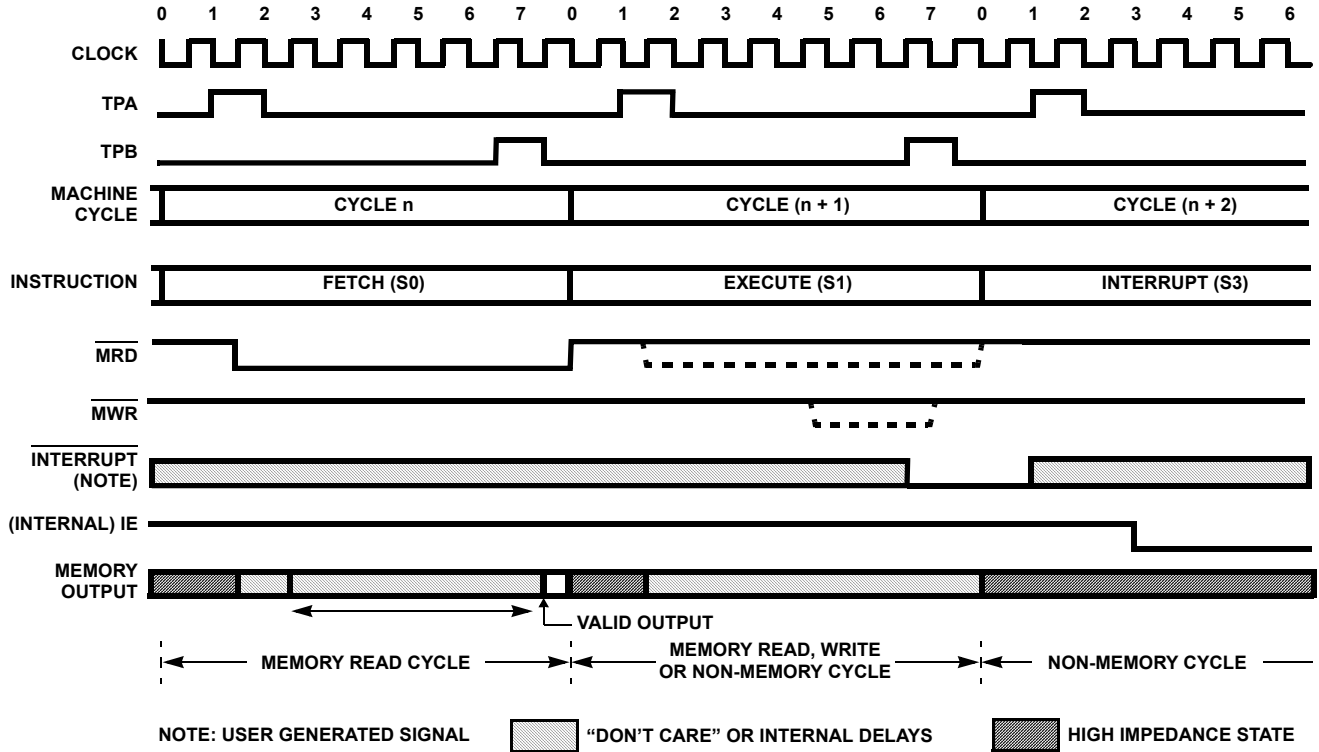 0 1 2 3 4 5 6 7 0 1 2 3 4 5 6 7 0 1 2 3 4 5 6
CLOCK
TPA
TPB
MACHINE
CYCLE
CYCLE n
CYCLE (n + 1)
CYCLE (n + 2)
INSTRUCTION
FETCH (S0)
EXECUTE (S1)
INTERRUPT (S3)
MRD
MWR
INTERRUPT
(NOTE)
(INTERNAL) IE
MEMORY
OUTPUT
VALID OUTPUT
MEMORY READ CYCLE
MEMORY READ, WRITE
OR NON-MEMORY CYCLE
NON-MEMORY CYCLE
NOTE: USER GENERATED SIGNAL
“DON’T CARE” OR INTERNAL DELAYS
HIGH IMPEDANCE STATE